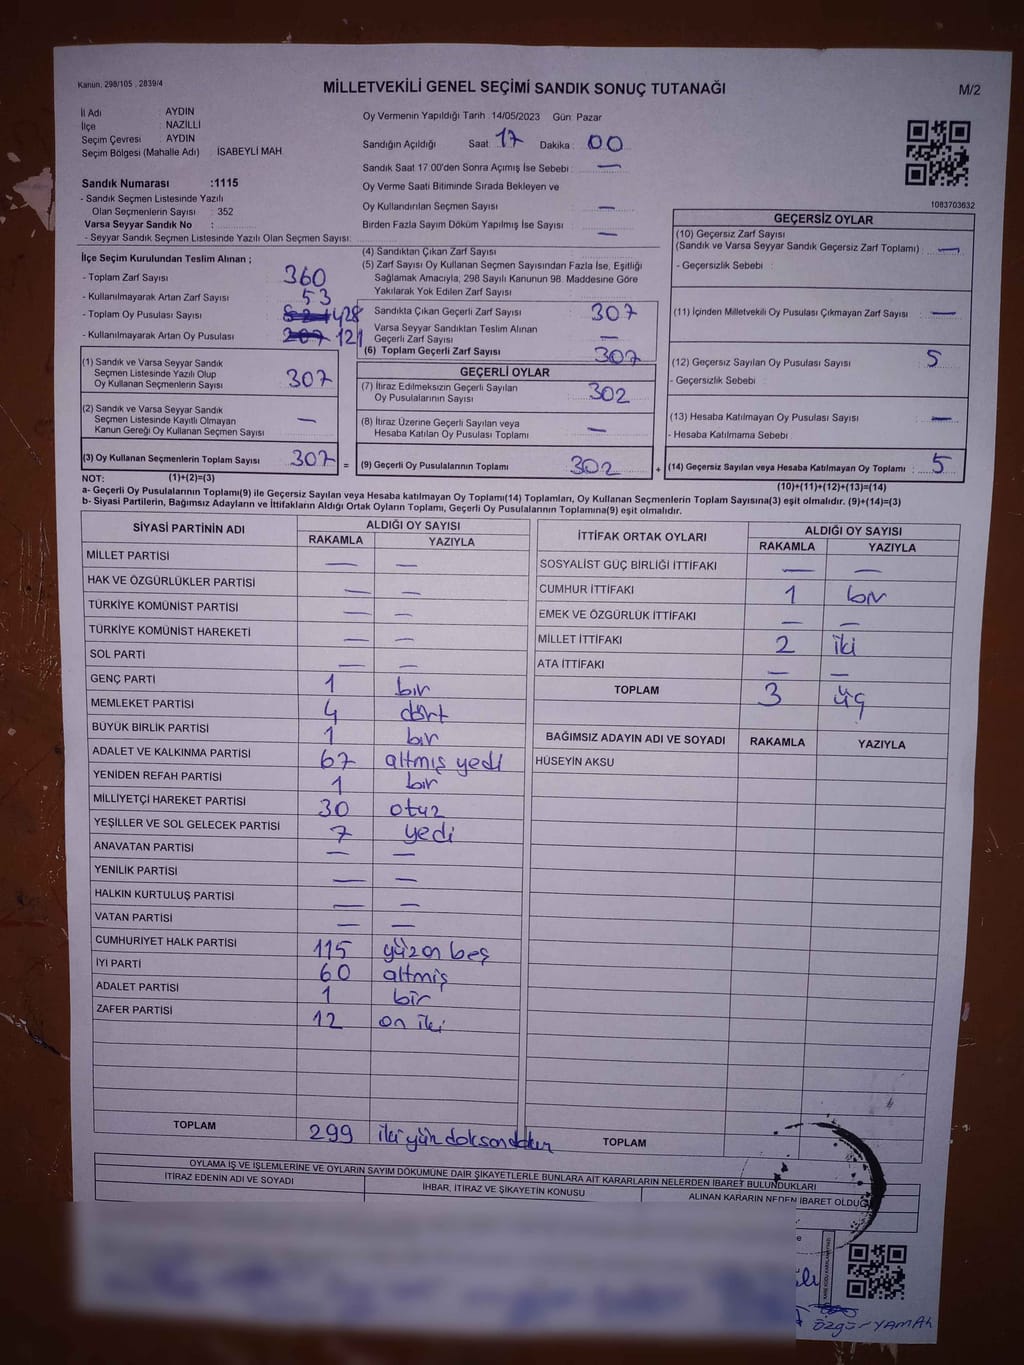 Kanun, 298/105 , 2839/4
MİLLETVEKİLİ GENEL SEÇİMİ SANDIK SONUÇ TUTANAĞI
M/2
İl Adı : AYDIN
İlçe : NAZİLLİ
Seçim Çevresi : AYDIN
Seçim Bölgesi (Mahalle Adı) : İSABEYLİ MAH.
Sandık Numarası :1115
- Sandık Seçmen Listesinde Yazılı
Olan Seçmenlerin Sayısı : 352
Varsa Seyyar Sandık No :
- Seyyar Sandık Seçmen Listesinde Yazılı Olan Seçmen Sayısı:
Oy Vermenin Yapıldığı Tarih :14/05/2023 Gün: Pazar
Sandığın Açıldığı Saat: 17 Dakika : 00
Sandık Saat 17:00'den Sonra Açımış İse Sebebi : —
Oy Verme Saati Bitiminde Sırada Bekleyen ve
Oy Kullandırılan Seçmen Sayısı : —
Birden Fazla Sayım Döküm Yapılmış İse Sayısı : —
1083703632
İlçe Seçim Kurulundan Teslim Alınan ;
- Toplam Zarf Sayısı : 360
- Kullanılmayarak Artan Zarf Sayısı : 53
- Toplam Oy Pusulası Sayısı : 428
- Kullanılmayarak Artan Oy Pusulası : 207 121
(4) Sandıktan Çıkan Zarf Sayısı :
(5) Zarf Sayısı Oy Kullanan Seçmen Sayısından Fazla İse, Eşitliği
Sağlamak Amacıyla, 298 Sayılı Kanunun 98. Maddesine Göre
Yakılarak Yok Edilen Zarf Sayısı :
Sandıkta Çıkan Geçerli Zarf Sayısı : 307
Varsa Seyyar Sandıktan Teslim Alınan
Geçerli Zarf Sayısı : —
(6) Toplam Geçerli Zarf Sayısı : 307
GEÇERSİZ OYLAR
(10) Geçersiz Zarf Sayısı
(Sandık ve Varsa Seyyar Sandık Geçersiz Zarf Toplamı) : —
- Geçersizlik Sebebi :
(11) İçinden Milletvekili Oy Pusulası Çıkmayan Zarf Sayısı : —
(12) Geçersiz Sayılan Oy Pusulası Sayısı : 5
- Geçersizlik Sebebi :
(13) Hesaba Katılmayan Oy Pusulası Sayısı : —
- Hesaba Katılmama Sebebi :
(14) Geçersiz Sayılan veya Hesaba Katılmayan Oy Toplamı : 5
(1) Sandık ve Varsa Seyyar Sandık
Seçmen Listesinde Yazılı Olup
Oy Kullanan Seçmenlerin Sayısı : 307
(2) Sandık ve Varsa Seyyar Sandık
Seçmen Listesinde Kayıtlı Olmayan
Kanun Gereği Oy Kullanan Seçmen Sayısı : —
(3) Oy Kullanan Seçmenlerin Toplam Sayısı : 307 =
GEÇERLİ OYLAR
(7) İtiraz Edilmeksizin Geçerli Sayılan
Oy Pusulalarının Sayısı : 302
(8) İtiraz Üzerine Geçerli Sayılan veya
Hesaba Katılan Oy Pusulası Toplamı : —
(9) Geçerli Oy Pusulalarının Toplamı : 302 +
NOT: (1)+(2)=(3)
(10)+(11)+(12)+(13)=(14)
a- Geçerli Oy Pusulalarının Toplamı(9) ile Geçersiz Sayılan veya Hesaba katılmayan Oy Toplamı(14) Toplamları, Oy Kullanan Seçmenlerin Toplam Sayısına(3) eşit olmalıdır. (9)+(14)=(3)
b- Siyasi Partilerin, Bağımsız Adayların ve İttifakların Aldığı Ortak Oyların Toplamı, Geçerli Oy Pusulalarının Toplamına(9) eşit olmalıdır.
SİYASİ PARTİNİN ADI ALDIĞI OY SAYISI
RAKAMLA YAZIYLA
MİLLET PARTİSİ — —
HAK VE ÖZGÜRLÜKLER PARTİSİ — —
TÜRKİYE KOMÜNİST PARTİSİ — —
TÜRKİYE KOMÜNİST HAREKETİ — —
SOL PARTİ — —
GENÇ PARTİ 1 bir
MEMLEKET PARTİSİ 4 dört
BÜYÜK BİRLİK PARTİSİ 1 bir
ADALET VE KALKINMA PARTİSİ 67 altmış yedi
YENİDEN REFAH PARTİSİ 1 bir
MİLLİYETÇİ HAREKET PARTİSİ 30 otuz
YEŞİLLER VE SOL GELECEK PARTİSİ 7 yedi
ANAVATAN PARTİSİ — —
YENİLİK PARTİSİ — —
HALKIN KURTULUŞ PARTİSİ — —
VATAN PARTİSİ — —
CUMHURİYET HALK PARTİSİ 115 yüzon beş
İYİ PARTİ 60 altmış
ADALET PARTİSİ 1 bir
ZAFER PARTİSİ 12 on iki
TOPLAM 299 iki yüz doksondokuz
İTTİFAK ORTAK OYLARI ALDIĞI OY SAYISI
RAKAMLA YAZIYLA
SOSYALIST GÜÇ BİRLİĞİ İTTİFAKI — —
CUMHUR İTTİFAKI 1 bir
EMEK VE ÖZGÜRLÜK İTTİFAKI — —
MİLLET İTTİFAKI 2 iki
ATA İTTİFAKI — —
TOPLAM 3 üç
BAĞIMSIZ ADAYIN ADI VE SOYADI RAKAMLA YAZIYLA
HÜSEYİN AKSU
TOPLAM
OYLAMA İŞ VE İŞLEMLERİNE VE OYLARIN SAYIM DÖKÜMÜNE DAİR ŞİKAYETLERLE BUNLARA AİT KARARLARIN NELERDEN İBARET BULUNDUKLARI
İTİRAZ EDENİN ADI VE SOYADI
İHBAR, İTİRAZ VE ŞİKAYETİN KONUSU
ALINAN KARARIN NEDEN İBARET OLDUĞ
özgür YAMAN